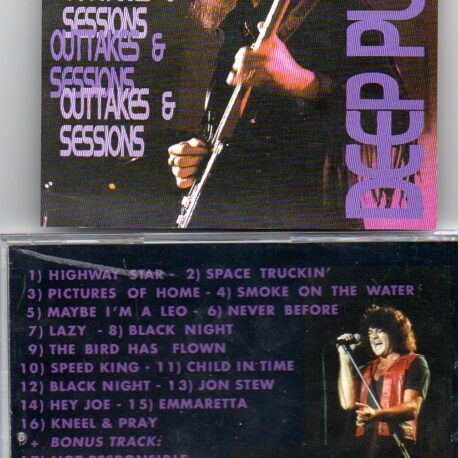 SESSIONS
OUTTAKES &
SESSIONS
OUTTAKES &
SESSIONS
DEEP PU
1) HIGHWAY STAR - 2) SPACE TRUCKIN'
3) PICTURES OF HOME - 4) SMOKE ON THE WATER
5) MAYBE I'M A LEO - 6) NEVER BEFORE
7) LAZY - 8) BLACK NIGHT
9) THE BIRD HAS FLOWN
10) SPEED KING - 11) CHILD IN TIME
12) BLACK NIGHT - 13) JON STEW
14) HEY JOE - 15) EMMARETTA
16) KNEEL & PRAY
+ BONUS TRACK:
17) NOT RESPONSIBLE